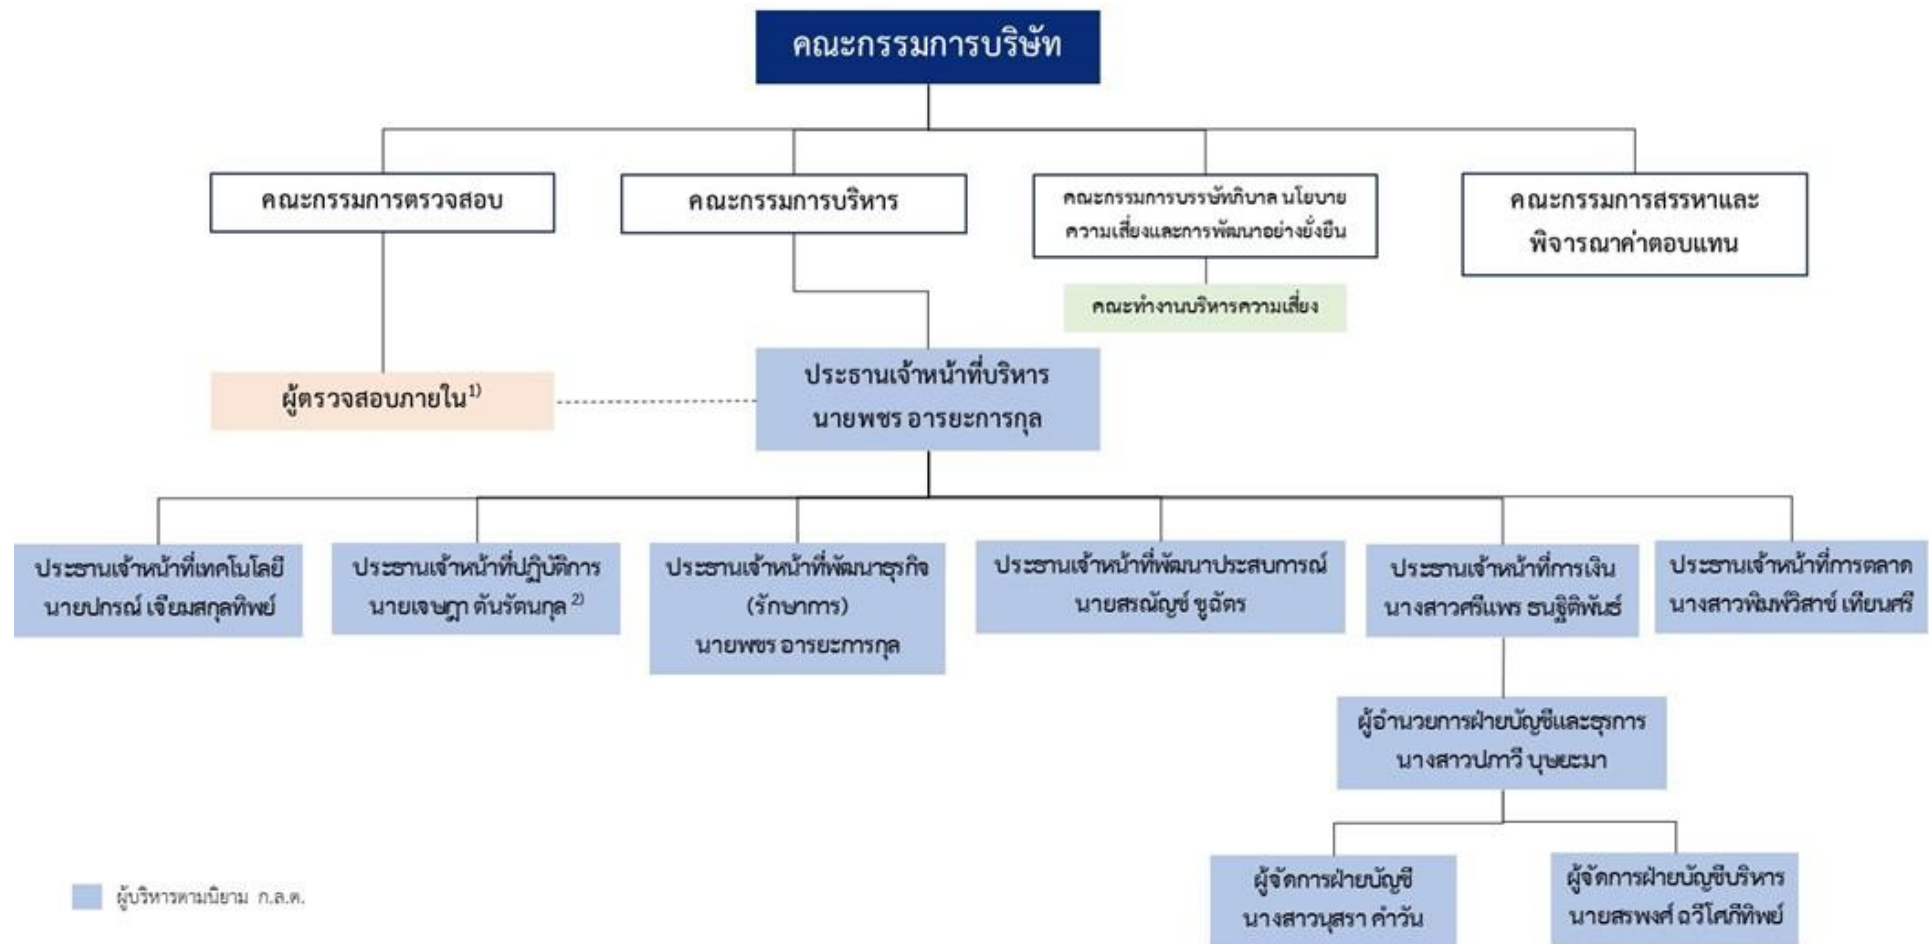 คณะกรรมการบริษัท
คณะกรรมการตรวจสอบ
คณะกรรมการบริหาร
คณะกรรมการบรรษัทภิบาล นโยบาย
ความเสี่ยงและการพัฒนาอย่างยั่งยืน
คณะกรรมการสรรหาและ
พิจารณาค่าตอบแทน
คณะทำงานบริหารความเสี่ยง
ผู้ตรวจสอบภายใน1)
ประธานเจ้าหน้าที่บริหาร
นายพชร อารยะการกุล
ประธานเจ้าหน้าที่เทคโนโลยี
นายปกรณ์ เจียมสกุลทิพย์
ประธานเจ้าหน้าที่ปฏิบัติการ
นายเจษฎา ตันรัตนกุล 2)
ประธานเจ้าหน้าที่พัฒนาธุรกิจ
(รักษาการ)
นายพชร อารยะการกุล
ประธานเจ้าหน้าที่พัฒนาประสบการณ์
นายสรณัญช์ ชูฉัตร
ประธานเจ้าหน้าที่การเงิน
นางสาวศรีแพร ธนฐิติพันธ์
ประธานเจ้าหน้าที่การตลาด
นางสาวพิมพ์วิสาข์ เทียนศรี
ผู้อำนวยการฝ่ายบัญชีและธุรการ
นางสาวปภาวี บุษยะมา
ผู้จัดการฝ่ายบัญชี
นางสาวนุสรา คำวัน
ผู้จัดการฝ่ายบัญชีบริหาร
นายสรพงศ์ ฉวีโศภีทิพย์
ผู้บริหารตามนิยาม ก.ล.ต.